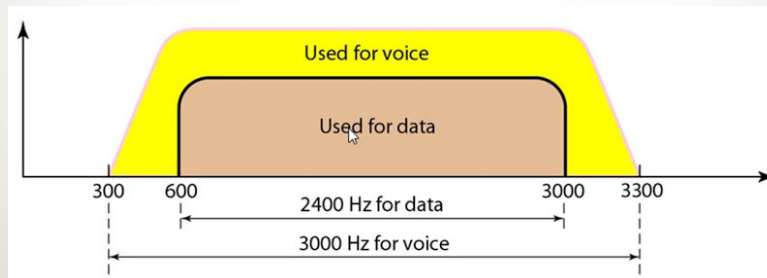 Used for voice
Used for data
300 600 3000 3300
2400 Hz for data
3000 Hz for voice